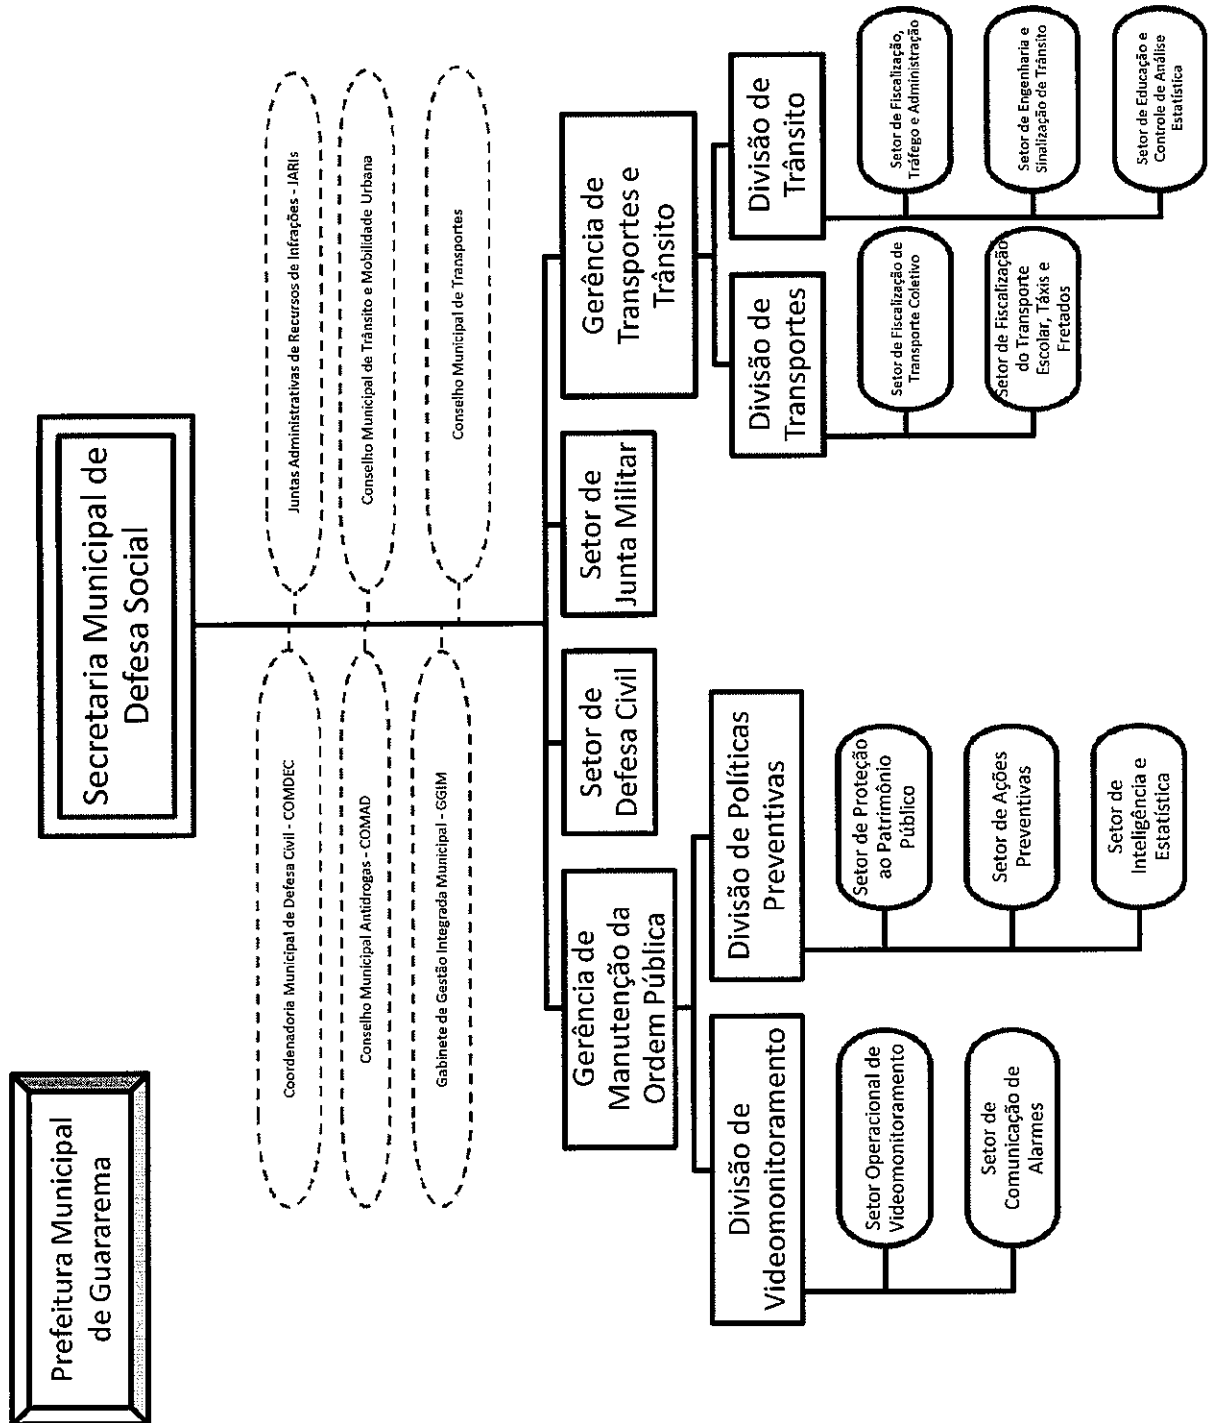 Prefeitura Municipal
de Guararema
Secretaria Municipal de
Defesa Social
Coordenadoria Municipal de Defesa Civil - COMDEC
Juntas Administrativas de Recursos de Infrações - JARIs
Conselho Municipal Antidrogas - COMAD
Conselho Municipal de Trânsito e Mobilidade Urbana
Gabinete de Gestão Integrada Municipal - GGIM
Conselho Municipal de Transportes
Gerência de
Manutenção da
Ordem Pública
Setor de
Defesa Civil
Setor de
Junta Militar
Gerência de
Transportes e
Trânsito
Divisão de
Videomonitoramento
Divisão de Políticas
Preventivas
Divisão de
Transportes
Divisão de
Trânsito
Setor Operacional de
Videomonitoramento
Setor de
Comunicação de
Alarmes
Setor de Proteção
ao Patrimônio
Público
Setor de Ações
Preventivas
Setor de
Inteligência e
Estatística
Setor de Fiscalização de
Transporte Coletivo
Setor de Fiscalização
do Transporte
Escolar, Táxis e
Fretados
Setor de Fiscalização,
Tráfego e Administração
Setor de Engenharia e
Sinalização de Trânsito
Setor de Educação e
Controle de Análise
Estatística